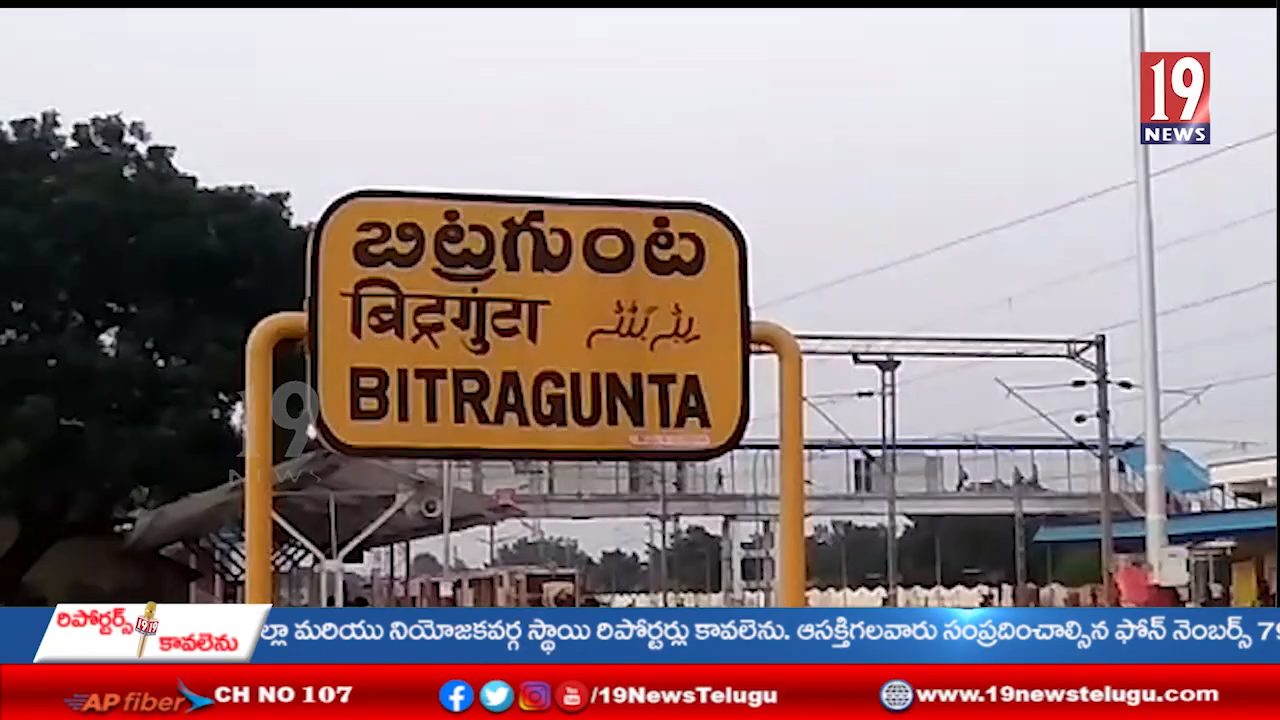 19
NEWS
బిట్రగుంట
बिट्रगुंटा
BITRAGUNTA
రిపోర్టర్స్
కావలెను
ల్లా మరియు నియోజకవర్గ స్థాయి రిపోర్టర్లు కావలెను. ఆసక్తిగలవారు సంప్రదించాల్సిన ఫోన్ నెంబర్స్ 79
AP fiber CH NO 107 /19NewsTelugu www.19newstelugu.com